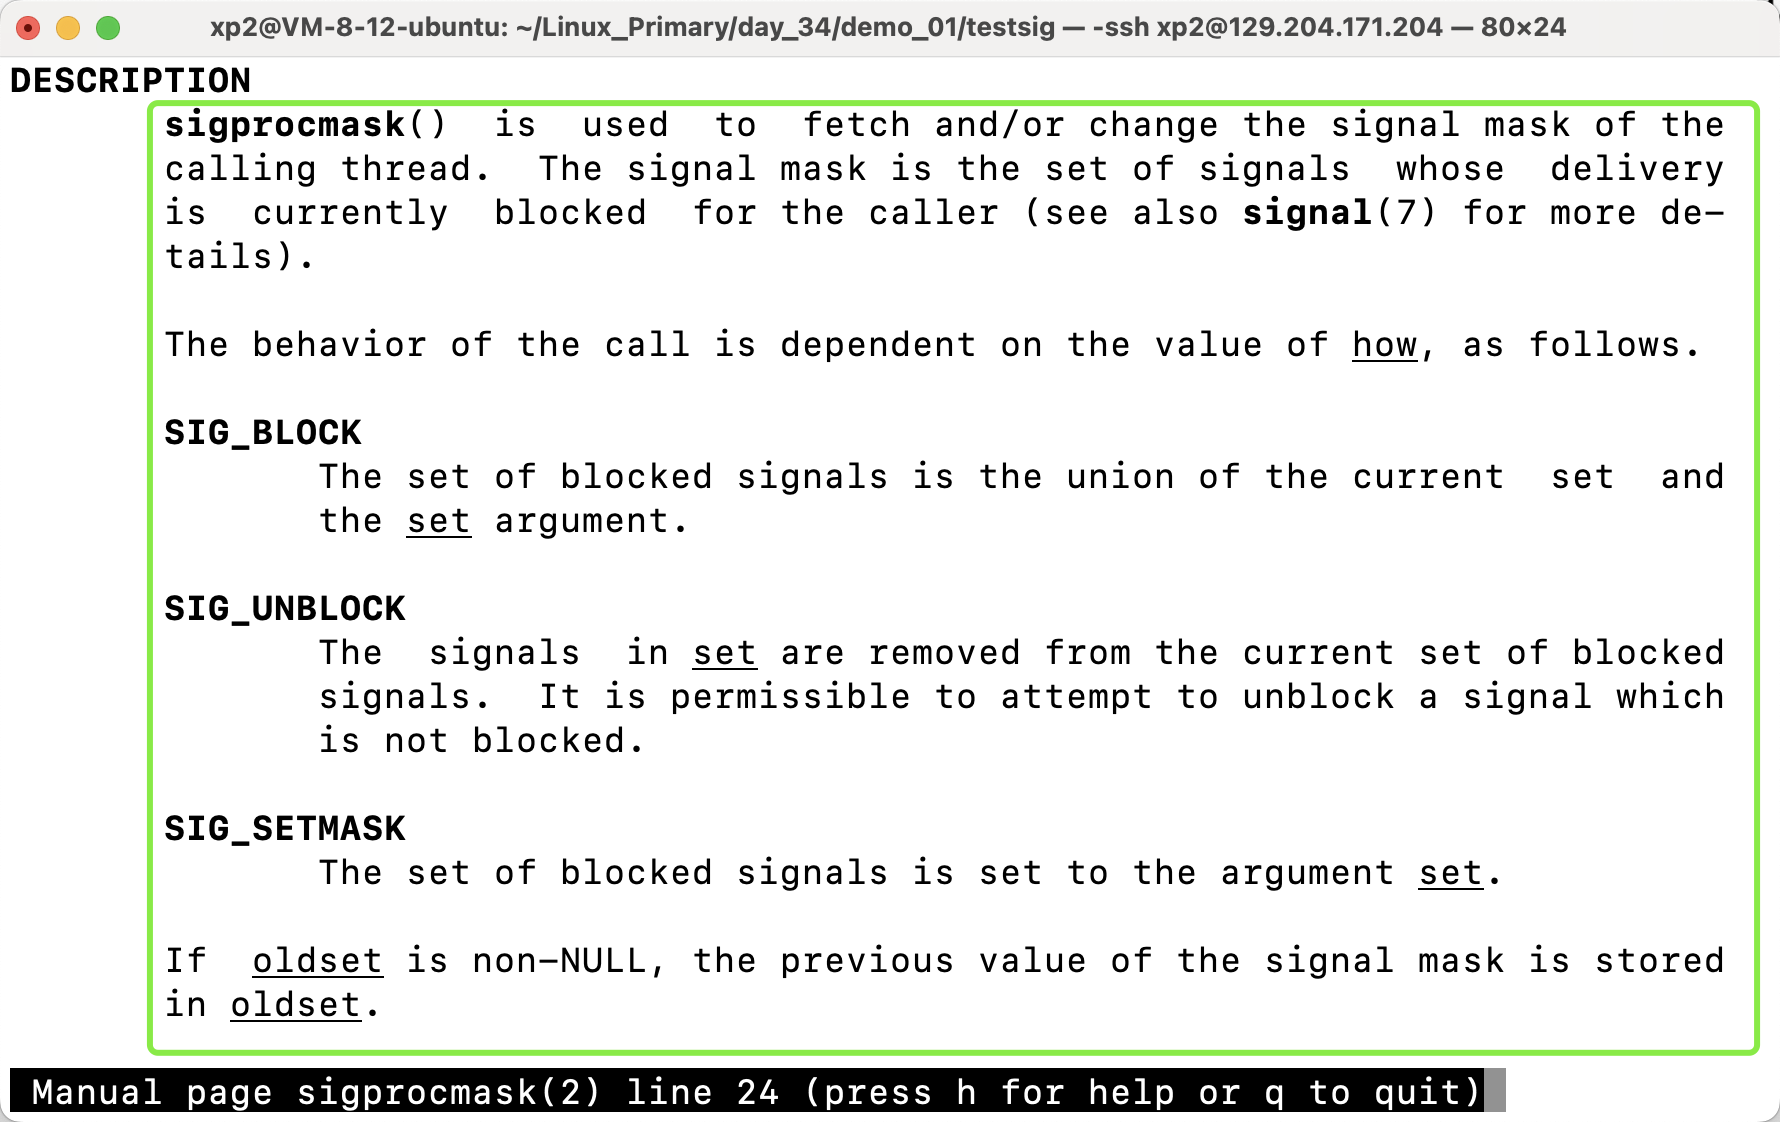 xp2@VM-8-12-ubuntu: ~/Linux_Primary/day_34/demo_01/testsig — -ssh xp2@129.204.171.204 — 80×24
DESCRIPTION
sigprocmask() is used to fetch and/or change the signal mask of the
calling thread. The signal mask is the set of signals whose delivery
is currently blocked for the caller (see also signal(7) for more de-
tails).
The behavior of the call is dependent on the value of how, as follows.
SIG_BLOCK
The set of blocked signals is the union of the current set and
the set argument.
SIG_UNBLOCK
The signals in set are removed from the current set of blocked
signals. It is permissible to attempt to unblock a signal which
is not blocked.
SIG_SETMASK
The set of blocked signals is set to the argument set.
If oldset is non-NULL, the previous value of the signal mask is stored
in oldset.
Manual page sigprocmask(2) line 24 (press h for help or q to quit)